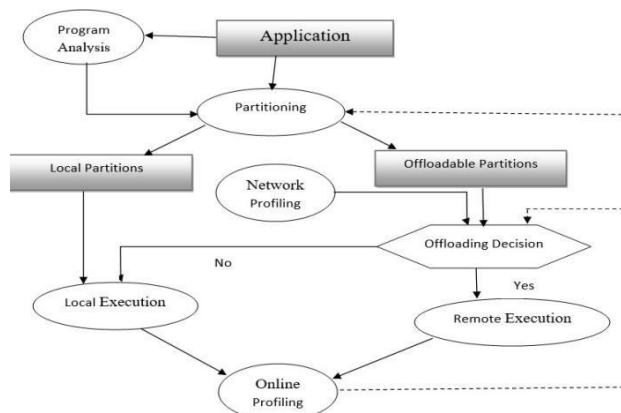 Program
Analysis
Application
Partitioning
Local Partitions
Offloadable Partitions
Network
Profiling
Offloading Decision
No
Yes
Local Execution
Remote Execution
Online
Profiling